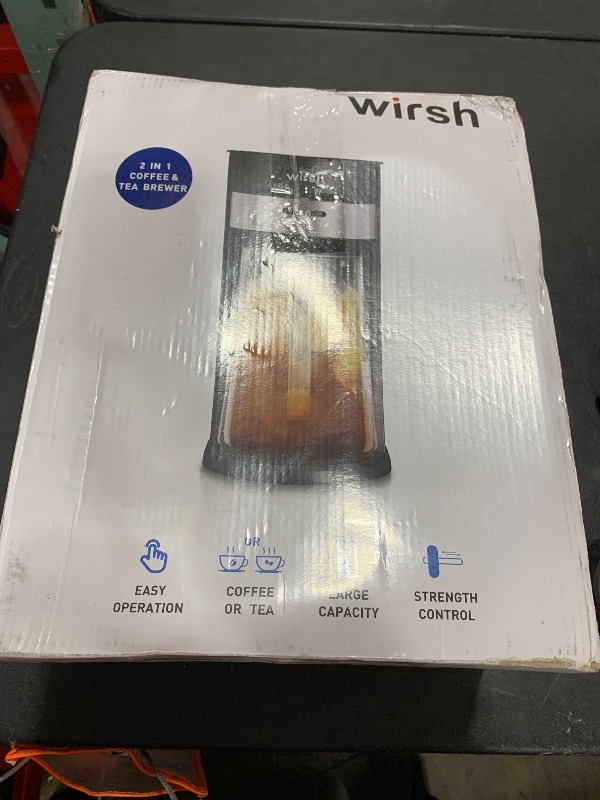 wirsh
2 IN 1
COFFEE &
TEA BREWER
wirsh
OR
EASY
OPERATION
COFFEE
OR TEA
LARGE
CAPACITY
STRENGTH
CONTROL